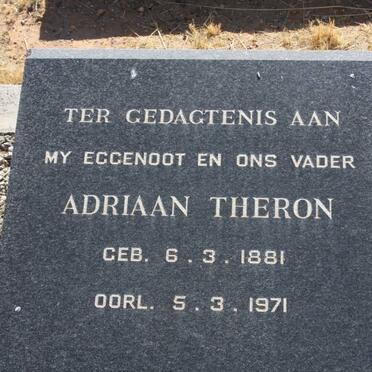 TER GEDAGTENIS AAN
MY EGGENOOT EN ONS VADER
ADRIAAN THERON
GEB. 6.3.1881
OORL. 5.3.1971